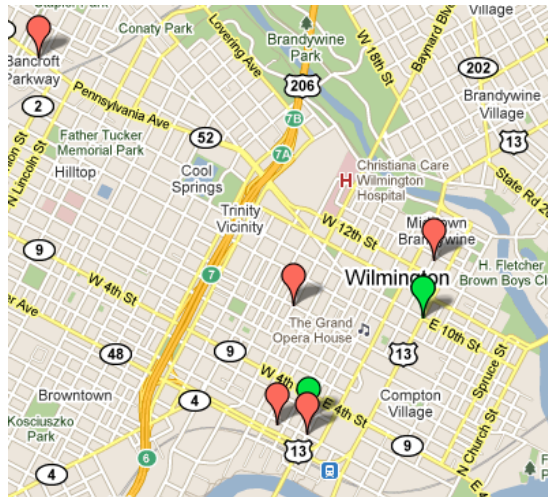 Conaty Park
Village
Lovering Ave
Brandywine
Park
W 18th St
Baynard Blvd
Bancroft
Parkway
206
202
2
Pennsylvania Ave
7B
Brandywine
Village
52
13
Father Tucker
Memorial Park
7A
Christiana Care
Wilmington
Hospital
H
N Lincoln St
Hilltop
Cool
Springs
State Rd
Trinity
Vicinity
W 12th St
Brandywine
9
7
Wilmington
H. Fletcher
Brown Boys
W 4th St
The Grand
Opera House
E 10th St
13
48
9
Spruce St
Browntown
4
W 4th
E 4th St
Compton
Village
Kosciuszko
Park
13
9
N Church St
6
4
E